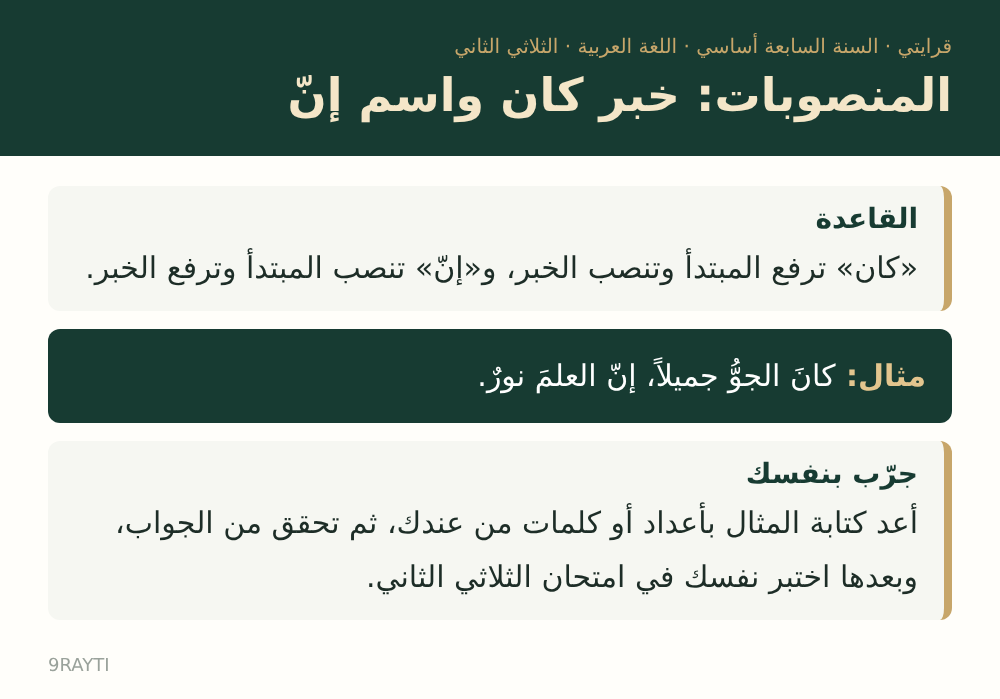 قرايتي · السنة السابعة أساسي · اللغة العربية · الثلاثي الثاني
المنصوبات: خبر كان واسم إنّ
القاعدة
«كان» ترفع المبتدأ وتنصب الخبر، و«إنّ» تنصب المبتدأ وترفع الخبر.
مثال: كانَ الجوُّ جميلاً، إنّ العلمَ نورٌ.
جرّب بنفسك
أعد كتابة المثال بأعداد أو كلمات من عندك، ثم تحقق من الجواب،
وبعدها اختبر نفسك في امتحان الثلاثي الثاني.
9RAYTI